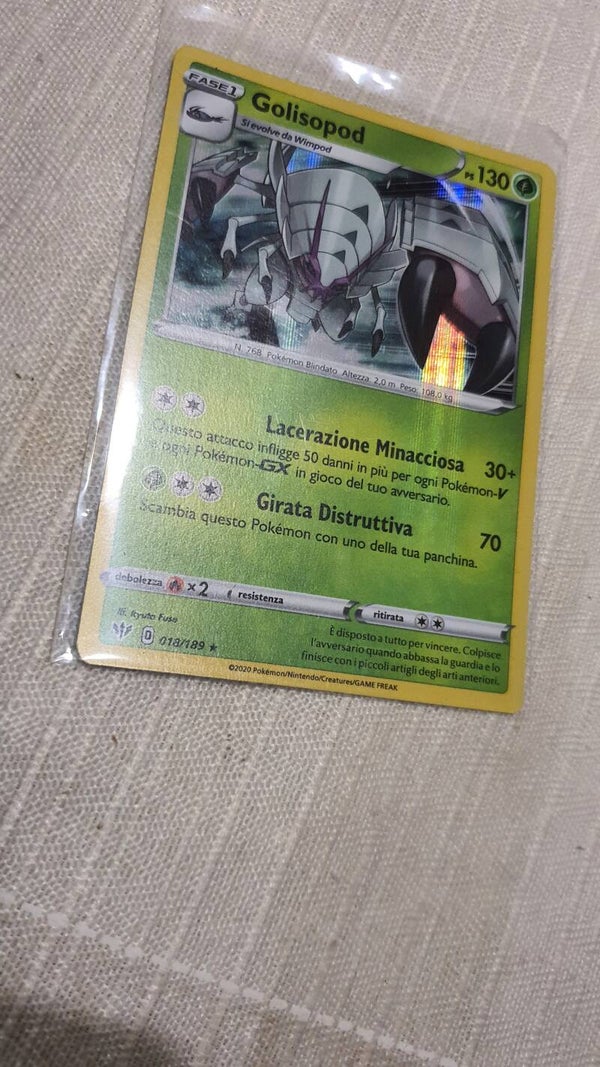 FASE 1
Golisopod
Si evolve da Wimpod
PS 130
N. 768 Pokémon Blindato Altezza: 2,0 m Peso: 108,0 kg
Lacerazione Minacciosa 30+
Questo attacco infligge 50 danni in più per ogni Pokémon-V
e ogni Pokémon-GX in gioco del tuo avversario.
Girata Distruttiva 70
Scambia questo Pokémon con uno della tua panchina.
debolezza ×2 resistenza ritirata
Ill. Ryuta Fuse
È disposto a tutto per vincere. Colpisce
l'avversario quando abbassa la guardia e lo
finisce con i piccoli artigli degli arti anteriori.
D 018/189 ★
©2020 Pokémon/Nintendo/Creatures/GAME FREAK